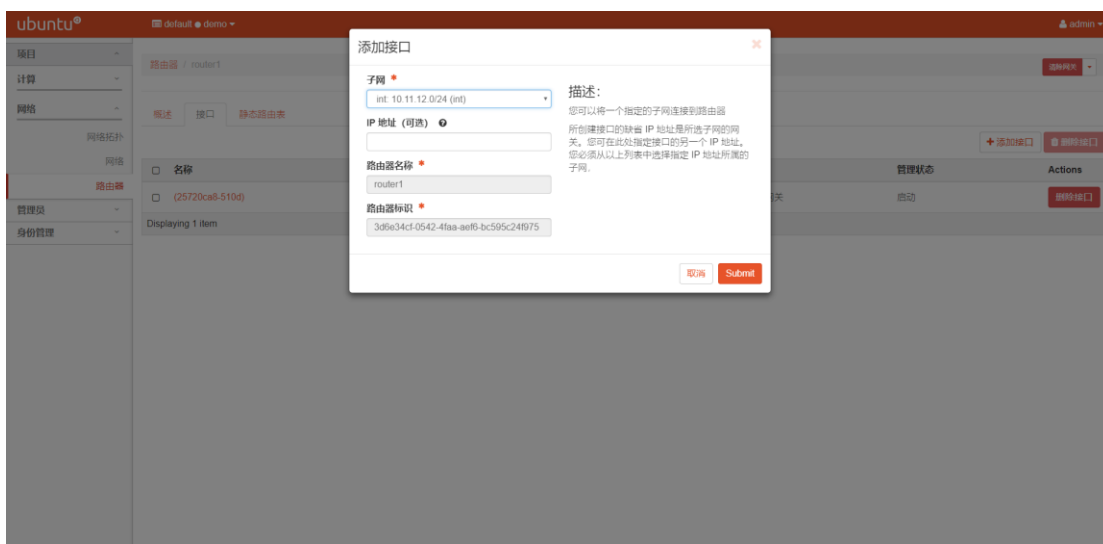 ubuntu®
default ● demo
admin
项目
计算
网络
网络拓扑
网络
路由器
管理员
身份管理
路由器 / router1
清除网关
概述 接口 静态路由表
+添加接口 删除接口
名称 管理状态 Actions
(25720ca8-510d) 关 启动 删除接口
Displaying 1 item
添加接口
子网 *
int: 10.11.12.0/24 (int)
IP 地址 (可选)
路由器名称 *
router1
路由器标识 *
3d6e34cf-0542-4faa-aef6-bc595c24f975
描述:
您可以将一个指定的子网连接到路由器
所创建接口的缺省 IP 地址是所选子网的网
关。您可在此处指定接口的另一个 IP 地址。
您必须从以上列表中选择指定 IP 地址所属的
子网.
取消 Submit